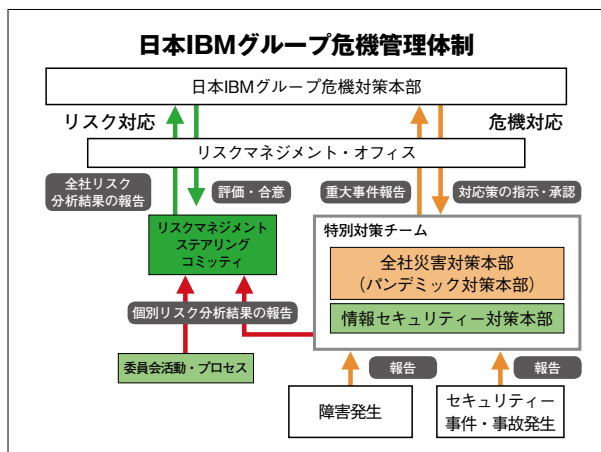 日本IBMグループ危機管理体制
日本IBMグループ危機対策本部
リスク対応
危機対応
リスクマネジメント・オフィス
全社リスク
分析結果の報告
評価・合意
重大事件報告
対応策の指示・承認
リスクマネジメント
ステアリング
コミッティ
特別対策チーム
全社災害対策本部
（パンデミック対策本部）
情報セキュリティー対策本部
個別リスク分析結果の報告
委員会活動・プロセス
報告
報告
障害発生
セキュリティー
事件・事故発生